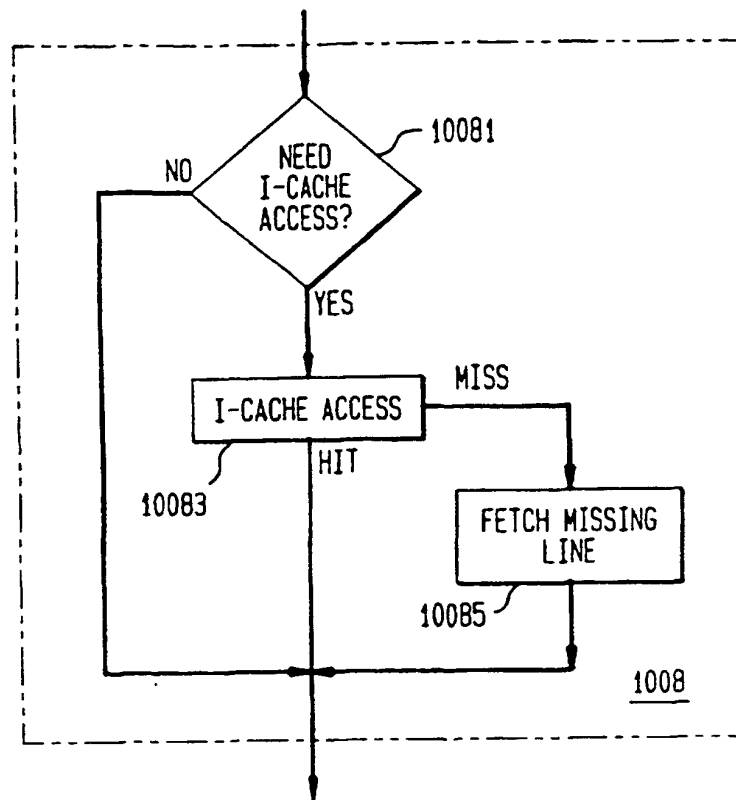 10081
NO
NEED
I-CACHE
ACCESS?
YES
MISS
I-CACHE ACCESS
HIT
10083
FETCH MISSING
LINE
10085
1008